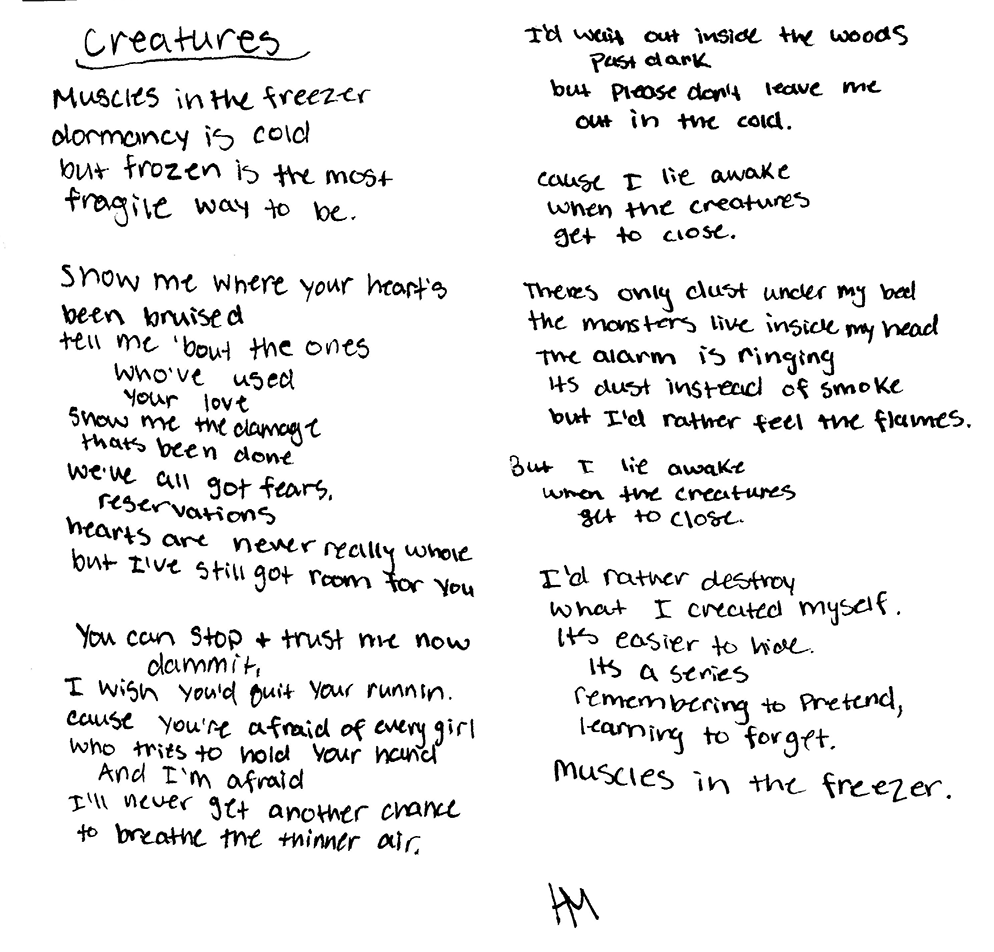 Creatures
Muscles in the freezer
dormancy is cold
but frozen is the most
fragile way to be.
Show me where your heart's
been bruised
tell me 'bout the ones
who've used
your love
Show me the damage
thats been done
we've all got fears,
reservations
hearts are never really whole
but I've still got room for you
You can stop + trust me now
dammit,
I wish you'd quit your runnin.
cause you're afraid of every girl
who tries to hold your hand
And I'm afraid
I'll never get another chance
to breathe the thinner air.
I'd wait out inside the woods
past dark
but please don't leave me
out in the cold.
cause I lie awake
when the creatures
get to close.
Theres only dust under my bed
the monsters live inside my head
The alarm is ringing
its dust instead of smoke
but I'd rather feel the flames.
But I lie awake
when the creatures
get to close.
I'd rather destroy
what I created myself.
Its easier to hide.
Its a series
remembering to pretend,
learning to forget.
Muscles in the freezer.
HM